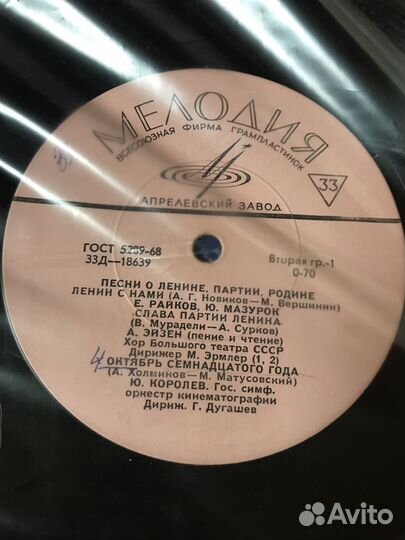 МЕЛОДИЯ
ВСЕСОЮЗНАЯ ФИРМА ГРАМПЛАСТИНОК
33
АПРЕЛЕВСКИЙ ЗАВОД
ГОСТ 5289-68
33Д—18639
Вторая гр.-1
0-70
ПЕСНИ О ЛЕНИНЕ, ПАРТИИ, РОДИНЕ
ЛЕНИН С НАМИ (А. Г. Новиков—М. Вершинин)
Е. РАЙКОВ, Ю. МАЗУРОК
СЛАВА ПАРТИИ ЛЕНИНА
(В. Мурадели—А. Сурков)
А. ЭЙЗЕН (пение и чтение)
Хор Большого театра СССР
Дирижер М. Эрмлер (1, 2)
4 ОКТЯБРЬ СЕМНАДЦАТОГО ГОДА
(А. Холминов—М. Матусовский)
Ю. КОРОЛЕВ. Гос. симф.
оркестр кинематографии
Дириж. Г. Дугашев
Avito